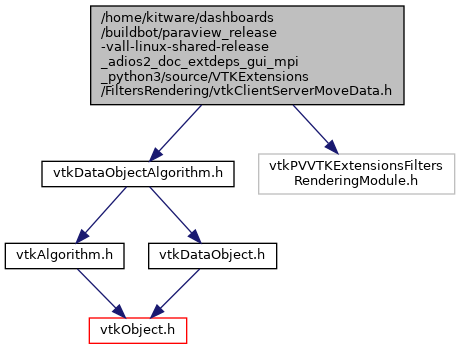 /home/kitware/dashboards
/buildbot/paraview_release
-vall-linux-shared-release
_adios2_doc_extdeps_gui_mpi
_python3/source/VTKExtensions
/FiltersRendering/vtkClientServerMoveData.h
vtkDataObjectAlgorithm.h
vtkPVVTKExtensionsFilters
RenderingModule.h
vtkAlgorithm.h
vtkDataObject.h
vtkObject.h